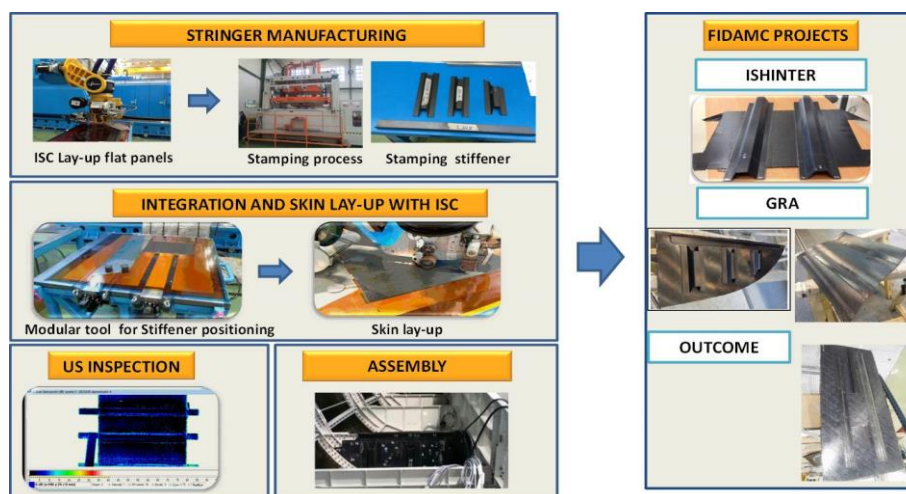 STRINGER MANUFACTURING
ISC Lay-up flat panels
Stamping process
Stamping stiffener
INTEGRATION AND SKIN LAY-UP WITH ISC
Modular tool for Stiffener positioning
Skin lay-up
US INSPECTION
ASSEMBLY
FIDAMC PROJECTS
ISHINTER
GRA
OUTCOME